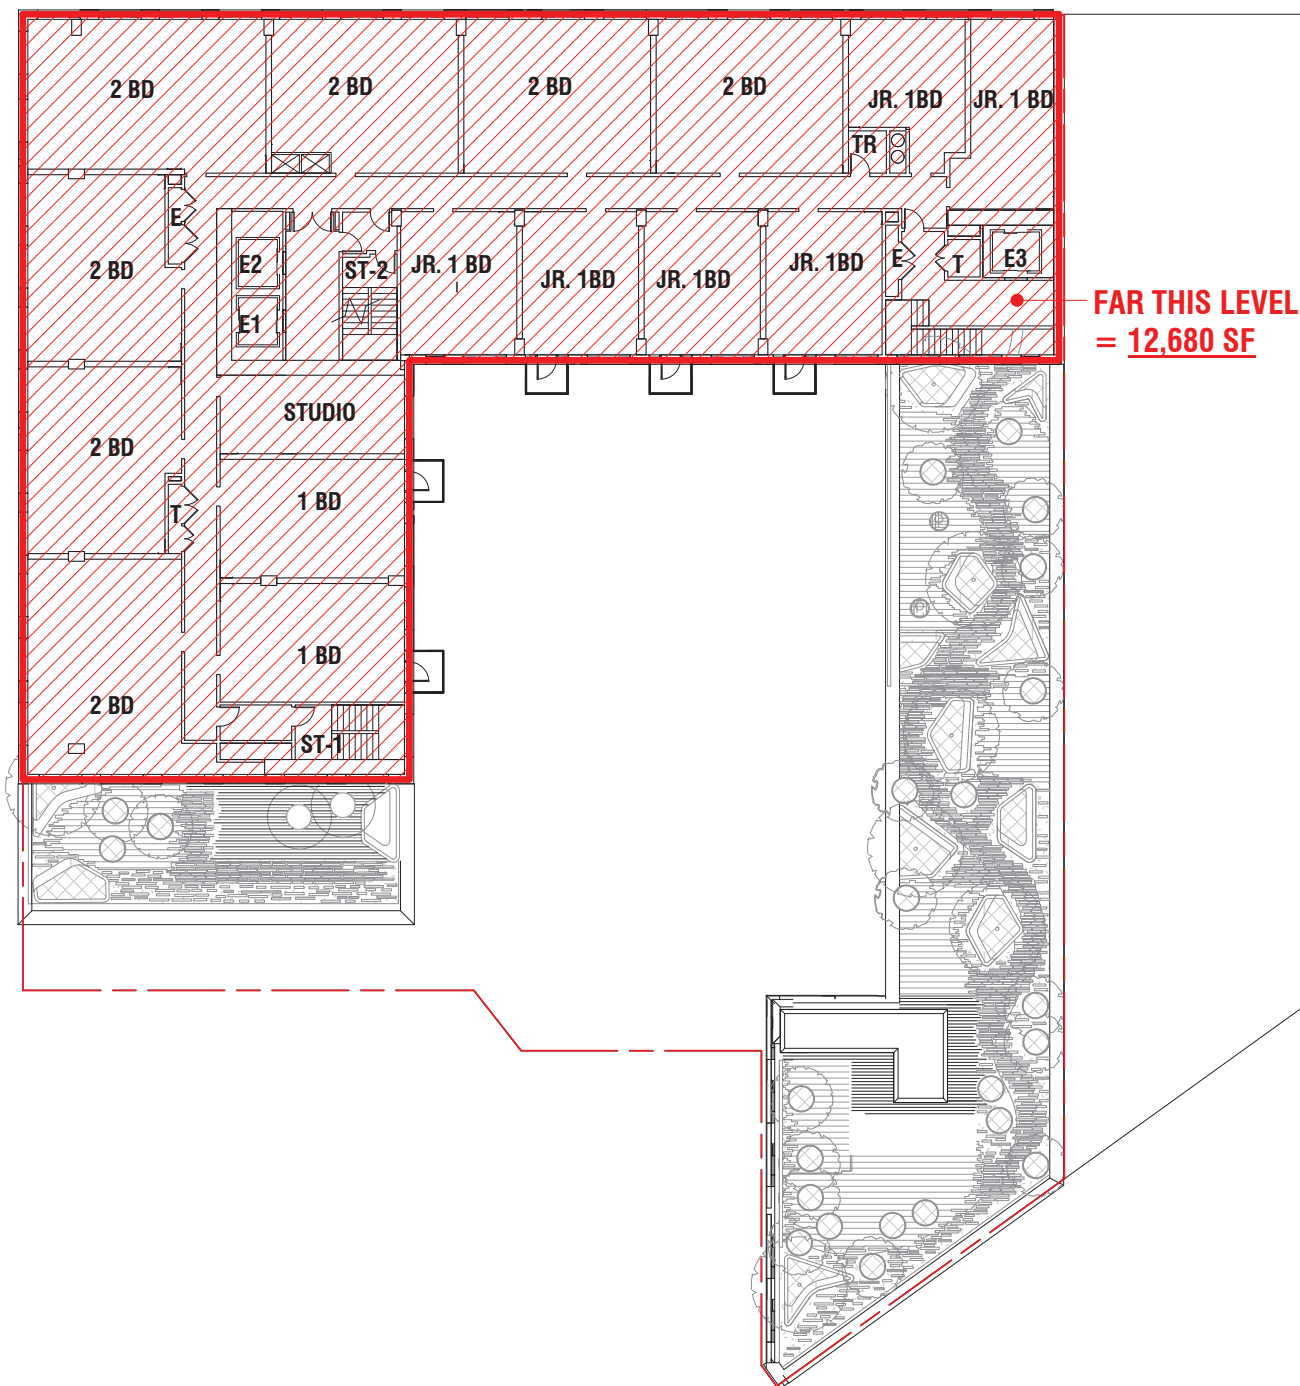 2 BD
2 BD
2 BD
2 BD
JR. 1BD
JR. 1 BD
TR
E
2 BD
E2
ST-2
JR. 1 BD
JR. 1BD
JR. 1BD
JR. 1BD
E
T
E3
E1
FAR THIS LEVEL
= 12,680 SF
STUDIO
2 BD
1 BD
T
1 BD
2 BD
ST-1